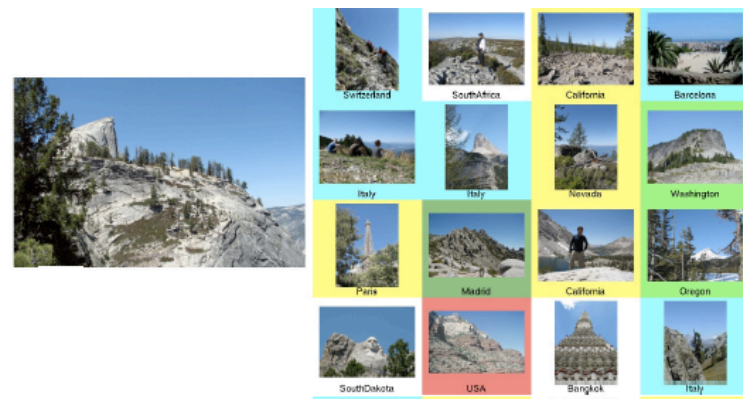 Switzerland SouthAfrica California Barcelona
Italy Italy Nevada Washington
Paris Madrid California Oregon
SouthDakota USA Bangkok Italy